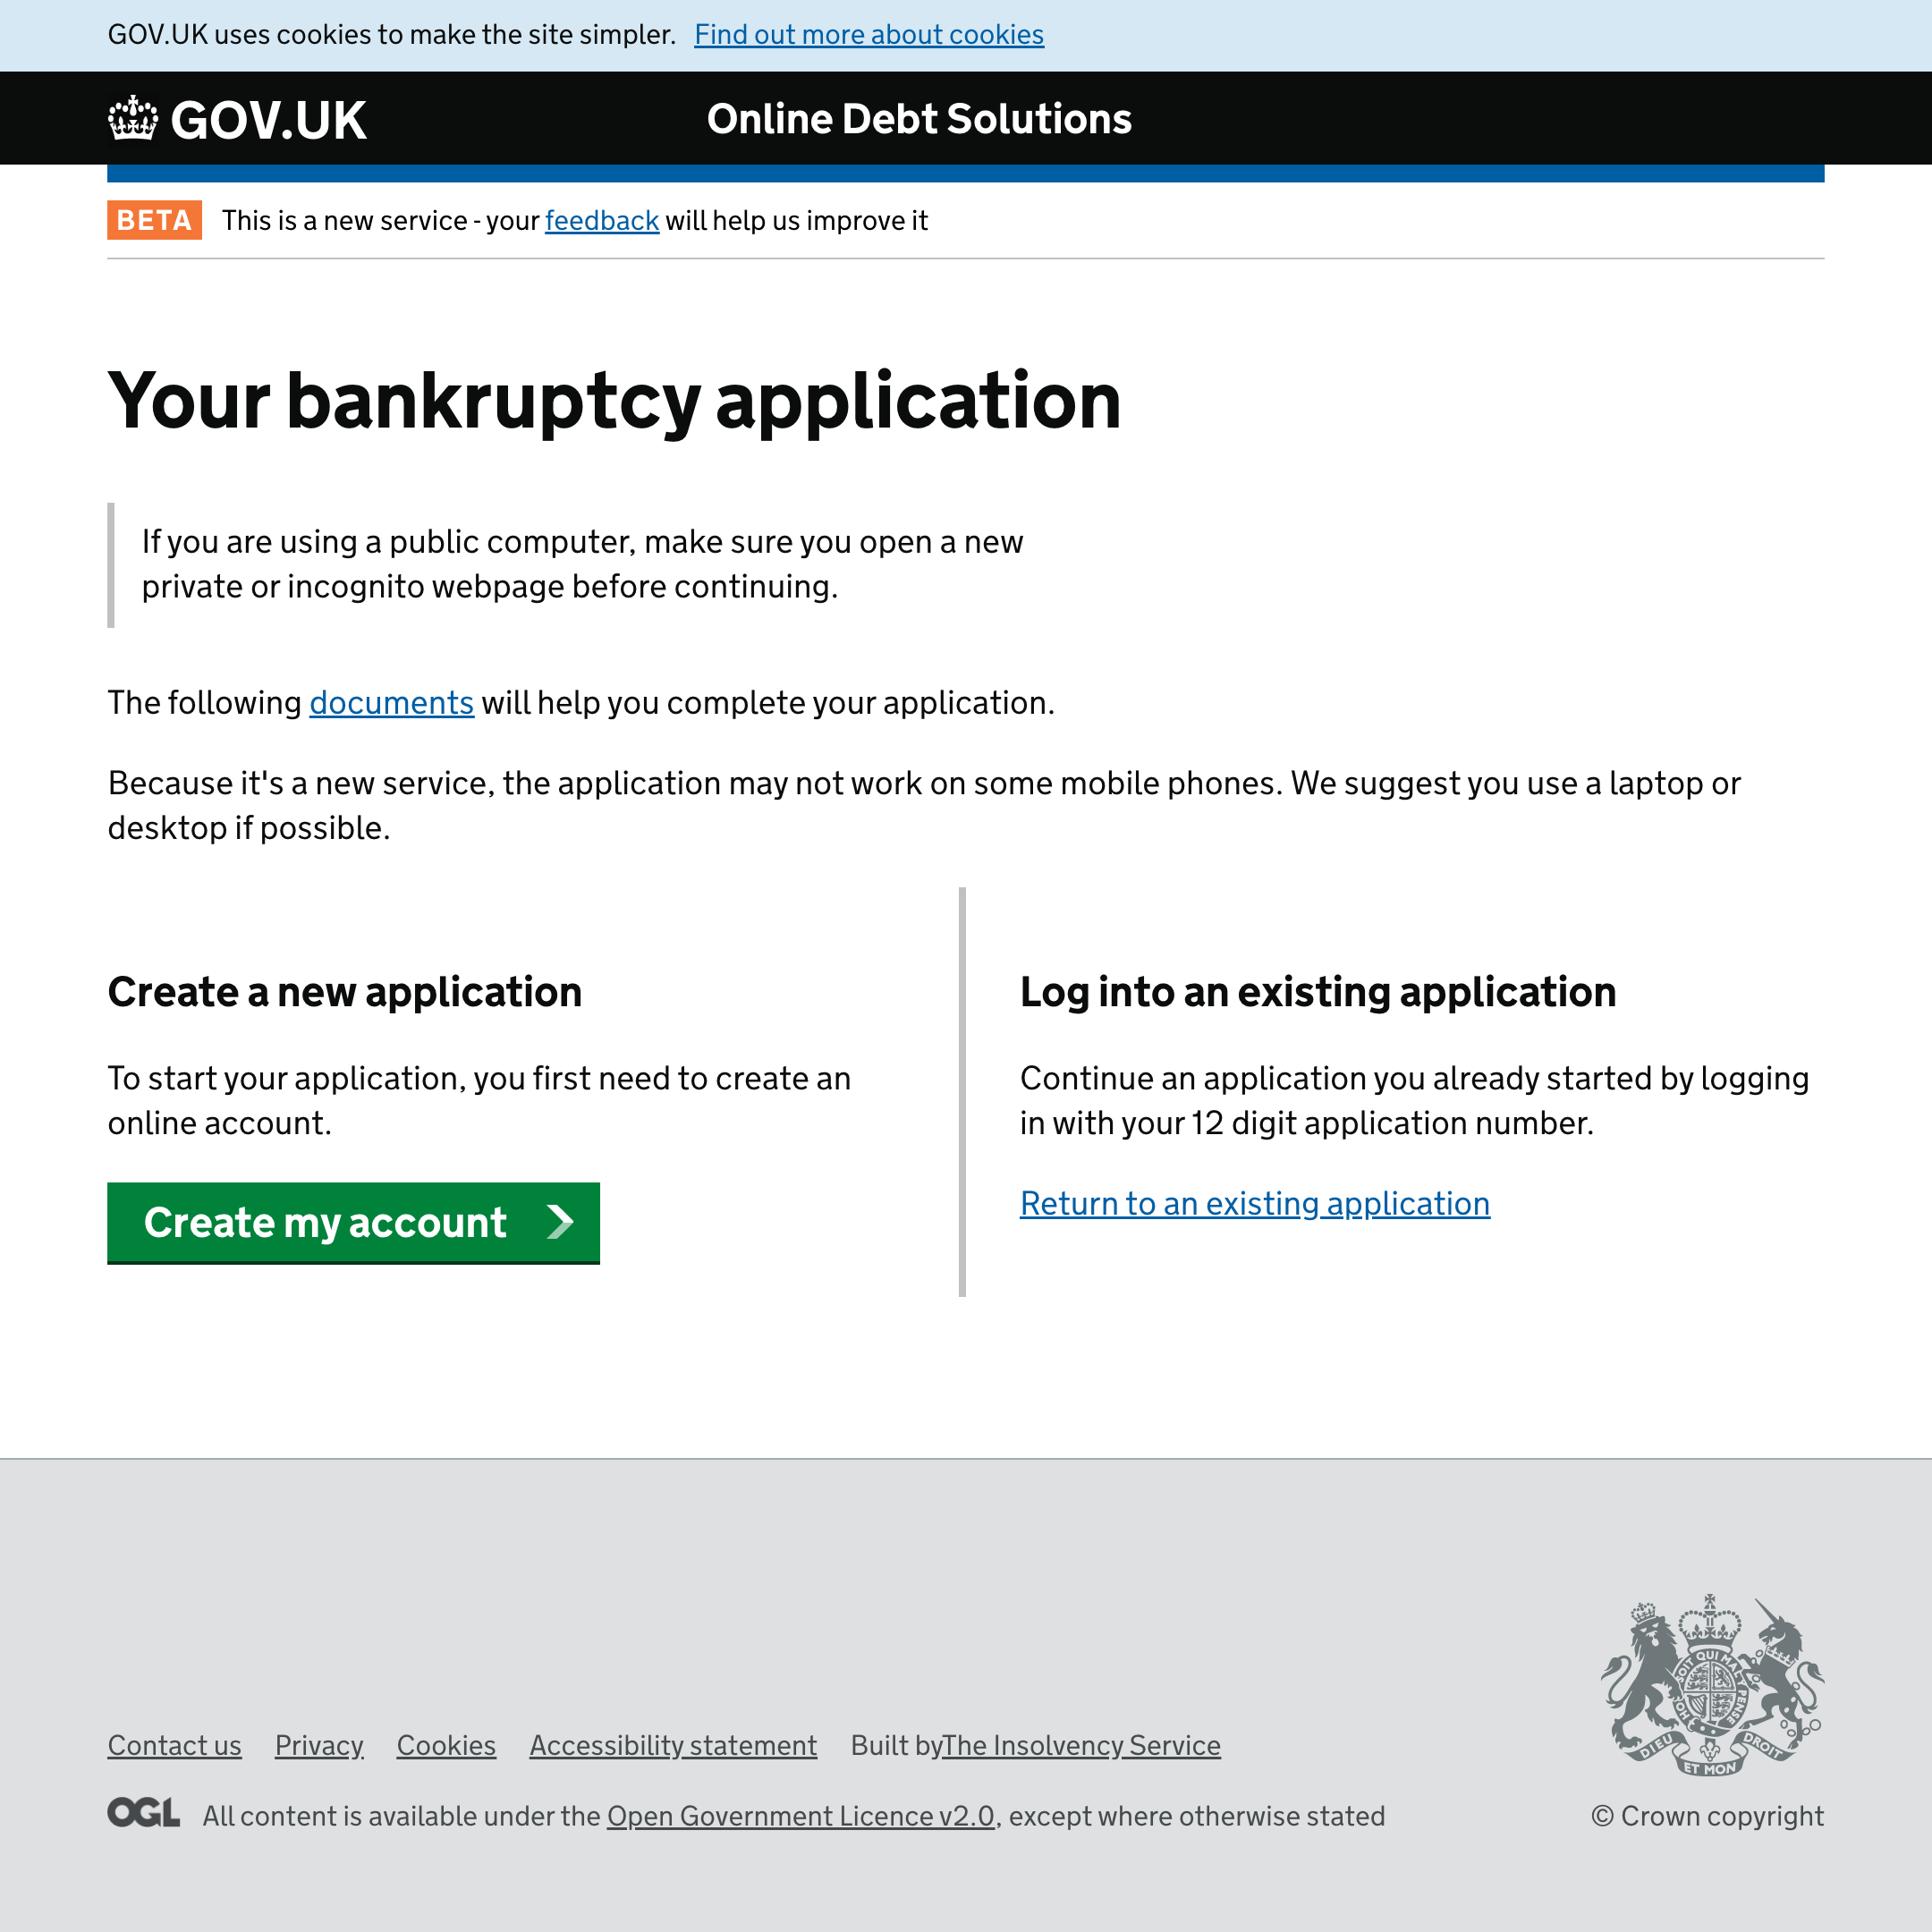 GOV.UK uses cookies to make the site simpler. Find out more about cookies
GOV.UK
Online Debt Solutions
BETA This is a new service - your feedback will help us improve it
Your bankruptcy application
If you are using a public computer, make sure you open a new
private or incognito webpage before continuing.
The following documents will help you complete your application.
Because it's a new service, the application may not work on some mobile phones. We suggest you use a laptop or
desktop if possible.
Create a new application
To start your application, you first need to create an
online account.
Create my account
Log into an existing application
Continue an application you already started by logging
in with your 12 digit application number.
Return to an existing application
SOIT QUI MAL
PENSE
DIEU ET MON DROIT
Contact us Privacy Cookies Accessibility statement Built byThe Insolvency Service
OGL All content is available under the Open Government Licence v2.0, except where otherwise stated
© Crown copyright